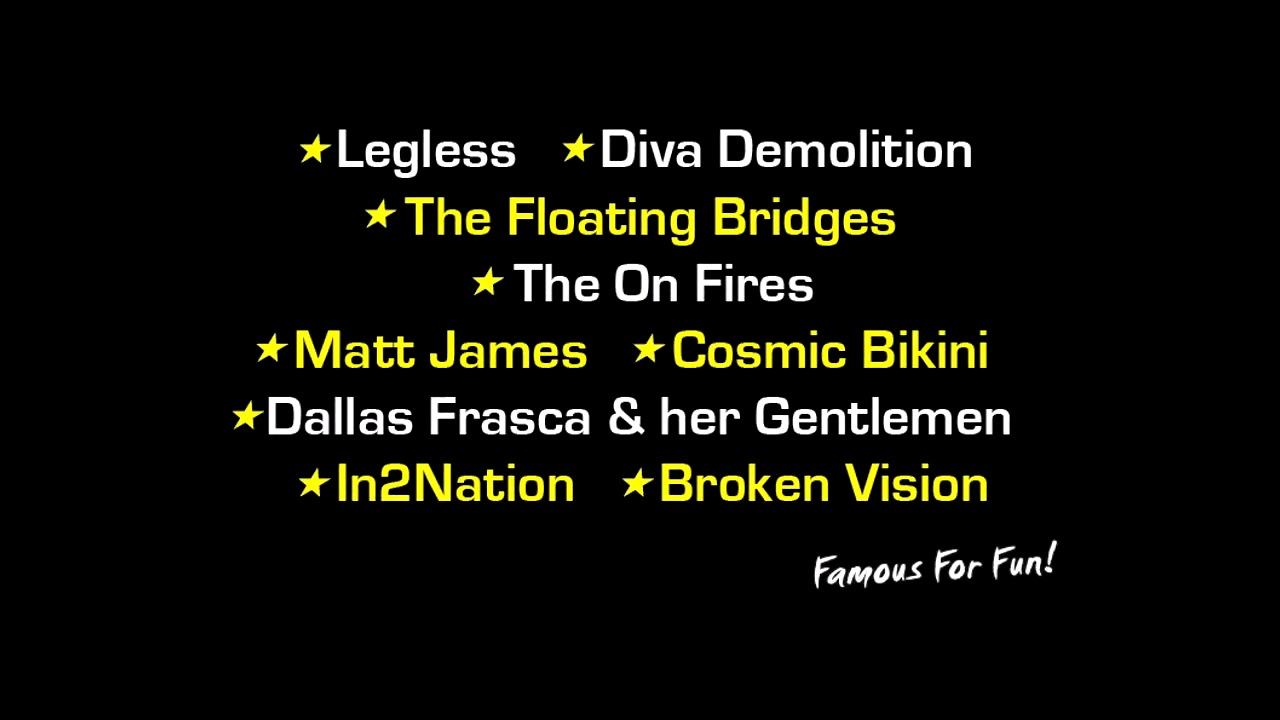 ★Legless ★Diva Demolition
★The Floating Bridges
★The On Fires
★Matt James ★Cosmic Bikini
★Dallas Frasca & her Gentlemen
★In2Nation ★Broken Vision
Famous For Fun!